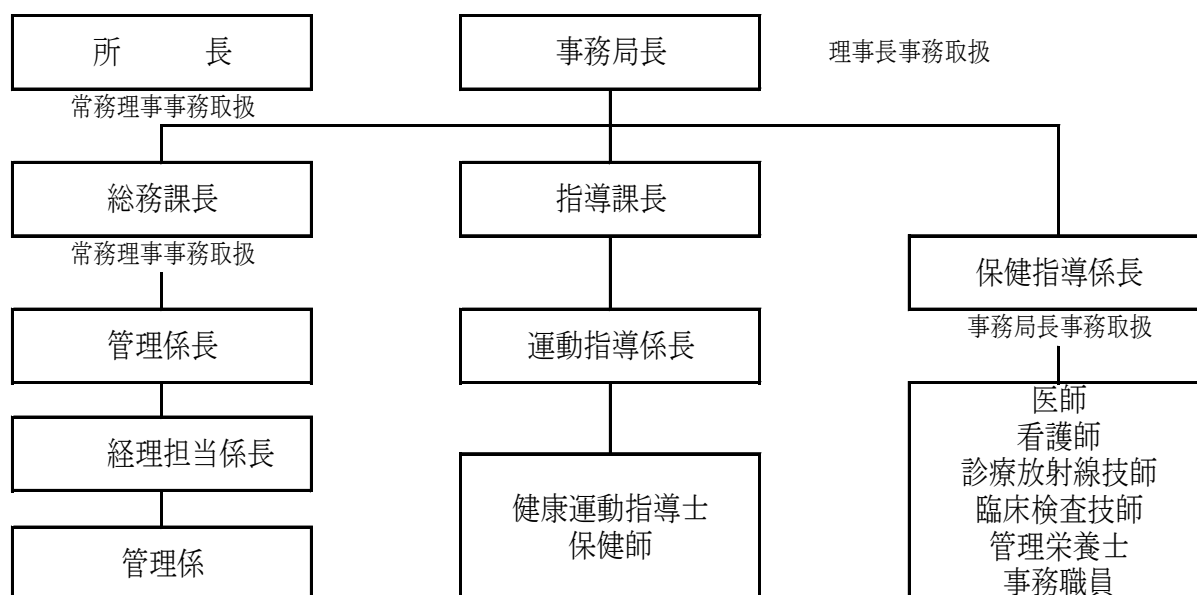 所　　　長
事務局長
理事長事務取扱
常務理事事務取扱
総務課長
指導課長
常務理事事務取扱
保健指導係長
事務局長事務取扱
管理係長
運動指導係長
経理担当係長
管理係
健康運動指導士
保健師
医師
看護師
診療放射線技師
臨床検査技師
管理栄養士
事務職員